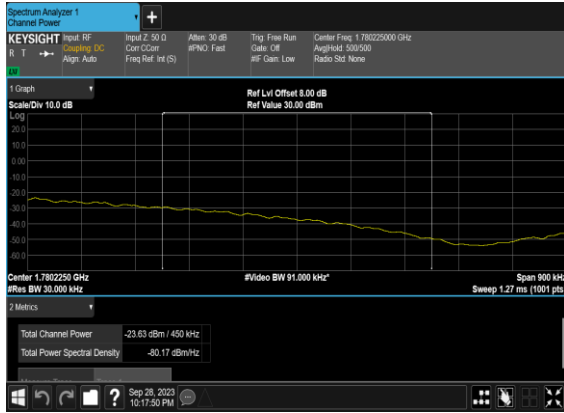 Spectrum Analyzer 1
Channel Power
KEYSIGHT Input: RF Input Z: 50 Ω Atten: 30 dB Trig: Free Run Center Freq: 1.780225000 GHz
R T Coupling: DC Corr CCorr #PNO: Fast Gate: Off Avg|Hold: 500/500
Align: Auto Freq Ref: Int (S) #IF Gain: Low Radio Std: None
1 Graph
Ref Lvl Offset 8.00 dB
Scale/Div 10.0 dB Ref Value 30.00 dBm
Log
20.0
10.0
0.00
-10.0
-20.0
-30.0
-40.0
-50.0
-60.0
Center 1.7802250 GHz #Video BW 91.000 kHz* Span 900 kHz
#Res BW 30.000 kHz Sweep 1.27 ms (1001 pts
2 Metrics
Total Channel Power -23.63 dBm / 450 kHz
Total Power Spectral Density -80.17 dBm/Hz
Sep 28, 2023
10:17:50 PM